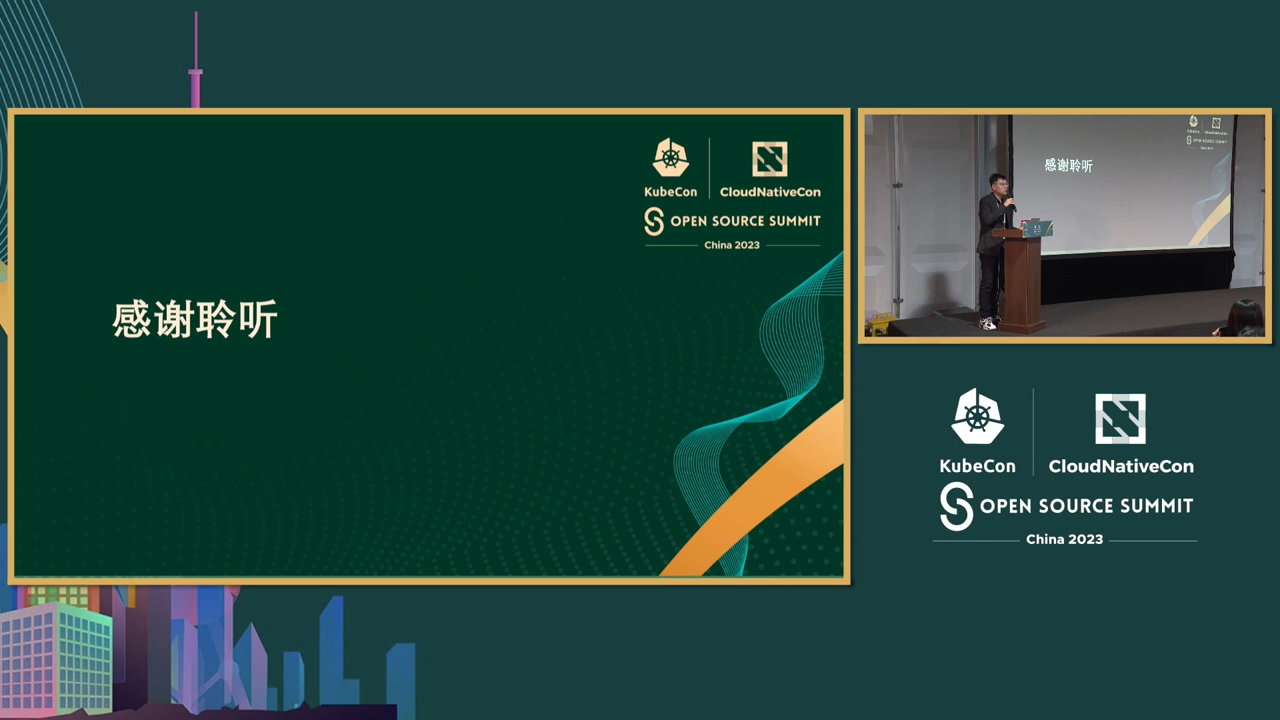 KubeCon
CloudNativeCon
OPEN SOURCE SUMMIT
China 2023
感谢聆听
感谢聆听
KubeCon
CloudNativeCon
OPEN SOURCE SUMMIT
China 2023